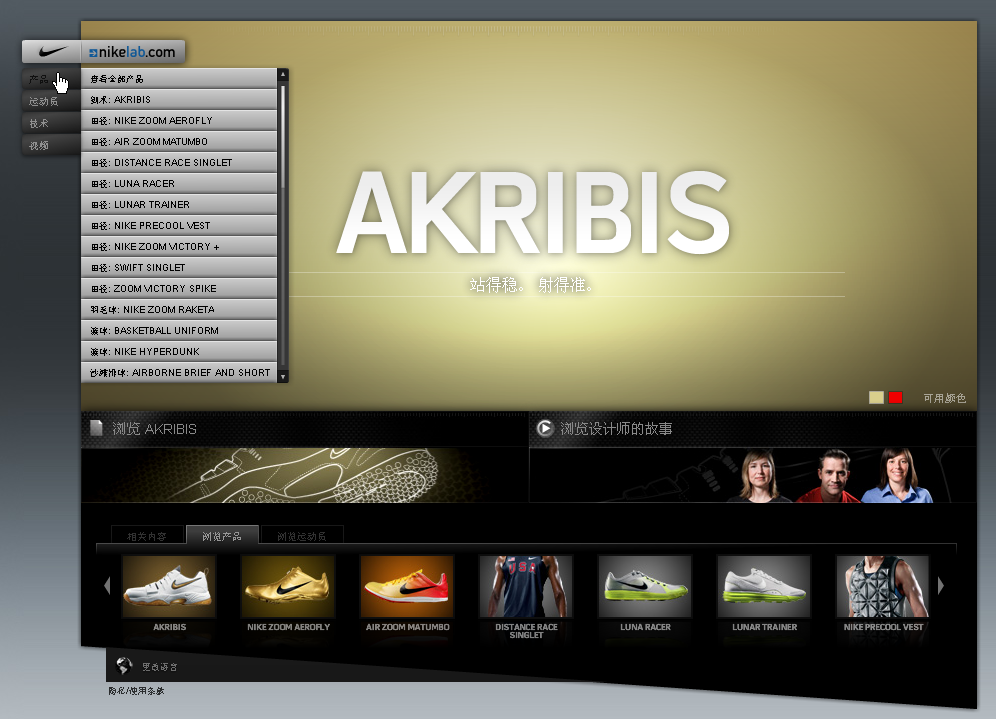 nikelab.com
产品
运动员
技术
视频
查看全部产品
剑术: AKRIBIS
田径: NIKE ZOOM AEROFLY
田径: AIR ZOOM MATUMBO
田径: DISTANCE RACE SINGLET
田径: LUNA RACER
田径: LUNAR TRAINER
田径: NIKE PRECOOL VEST
田径: NIKE ZOOM VICTORY +
田径: SWIFT SINGLET
田径: ZOOM VICTORY SPIKE
羽毛球: NIKE ZOOM RAKETA
篮球: BASKETBALL UNIFORM
篮球: NIKE HYPERDUNK
沙滩排球: AIRBORNE BRIEF AND SHORT
AKRIBIS
站得稳。 射得准。
可用颜色
浏览 AKRIBIS
浏览设计师的故事
相关内容
浏览产品
浏览运动员
USA
AKRIBIS
NIKE ZOOM AEROFLY
AIR ZOOM MATUMBO
DISTANCE RACE
SINGLET
LUNA RACER
LUNAR TRAINER
NIKE PRECOOL VEST
更改语言
隐私/使用条款